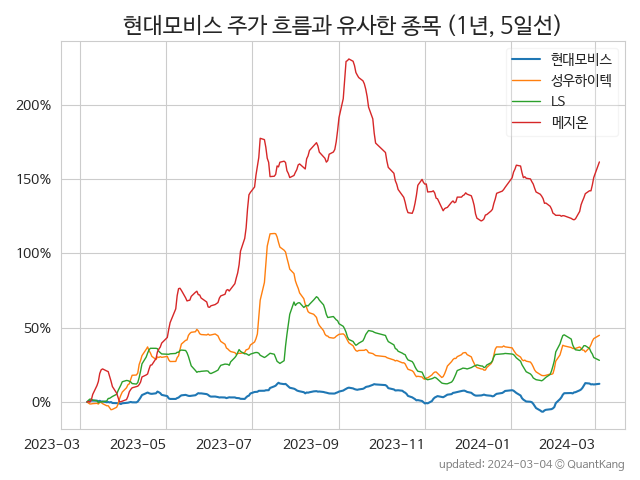 현대모비스 주가 흐름과 유사한 종목 (1년, 5일선)
현대모비스
성우하이텍
LS
메지온
200%
150%
100%
50%
0%
2023-03 2023-05 2023-07 2023-09 2023-11 2024-01 2024-03
updated: 2024-03-04 © QuantKang